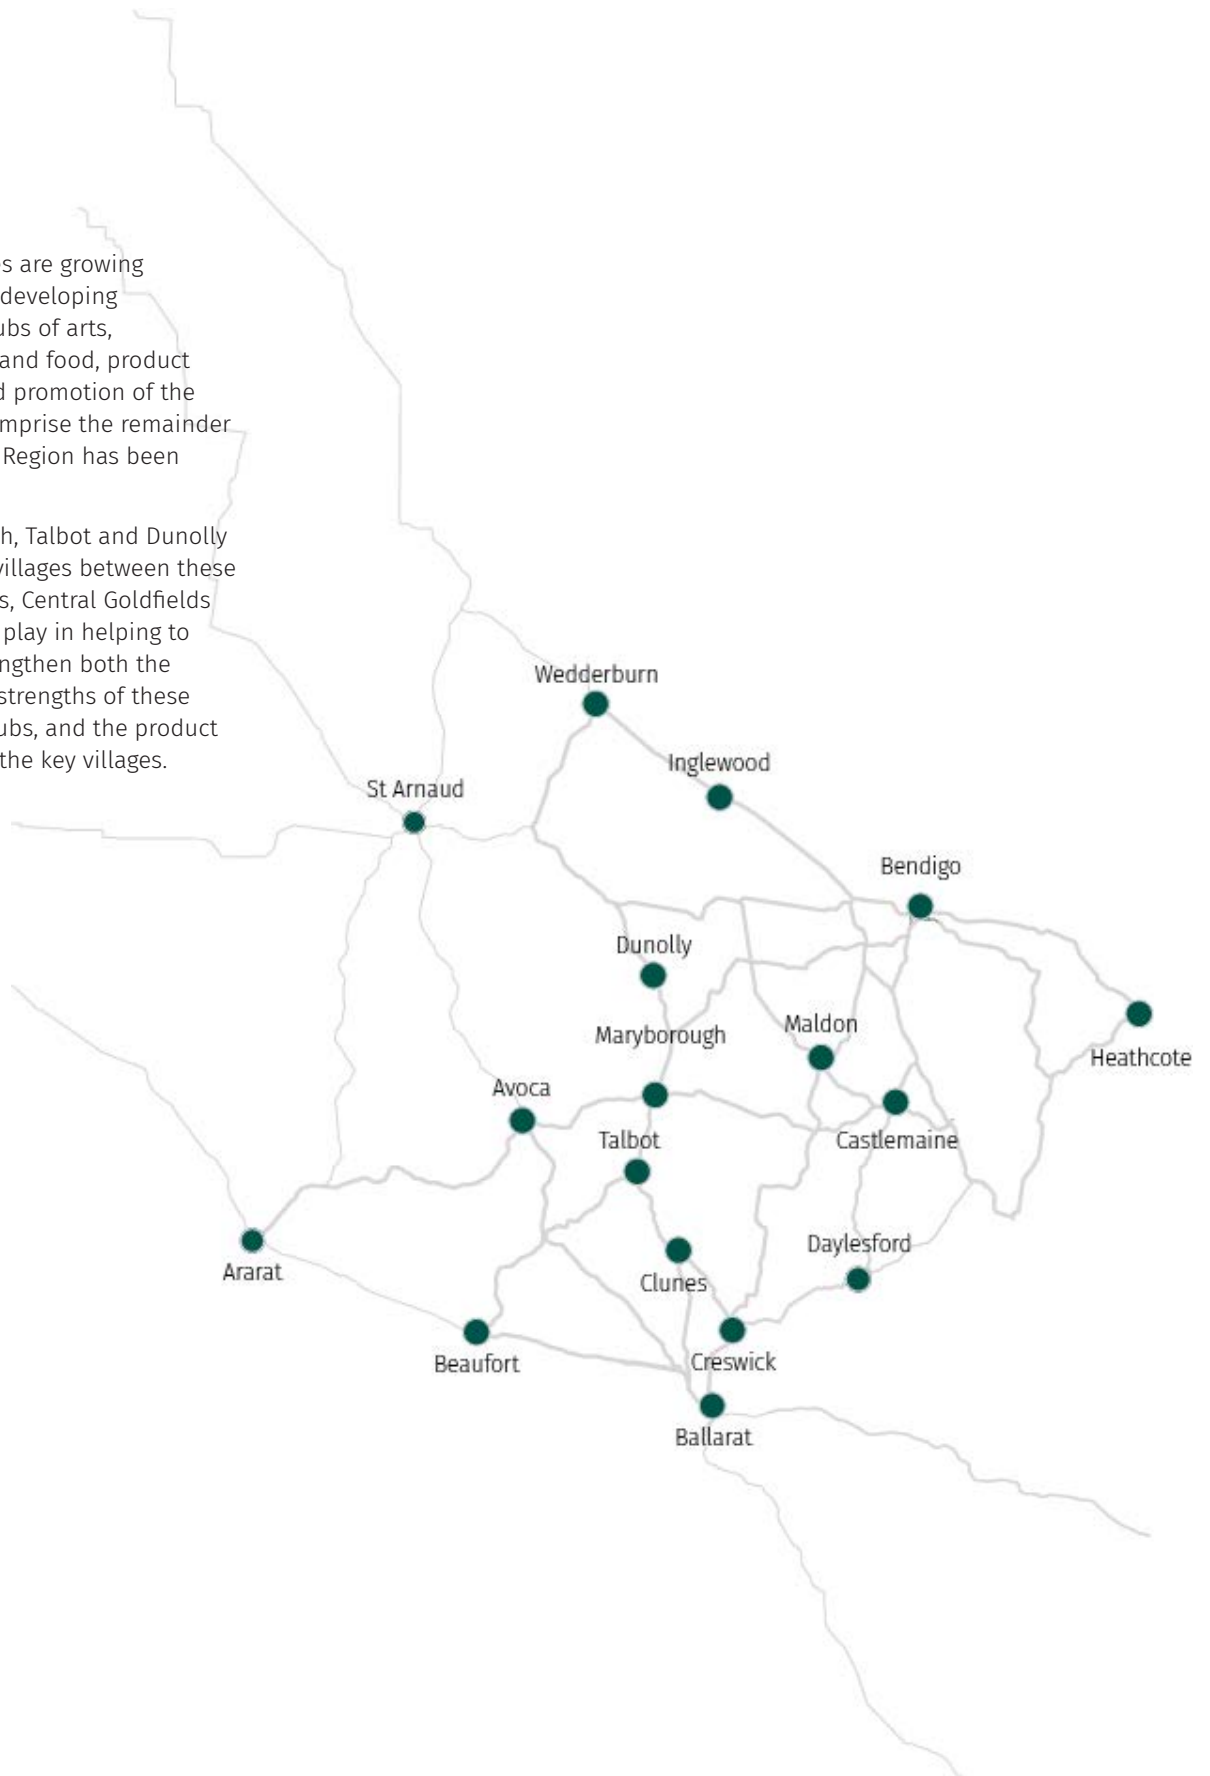 s are growing
developing
ubs of arts,
and food, product
d promotion of the
mprise the remainder
Region has been
h, Talbot and Dunolly
villages between these
s, Central Goldfields
play in helping to
ngthen both the
strengths of these
ubs, and the product
the key villages.
Wedderburn
Inglewood
St Arnaud
Bendigo
Dunolly
Maldon
Maryborough
Heathcote
Avoca
Talbot
Castlemaine
Daylesford
Ararat
Clunes
Beaufort
Creswick
Ballarat